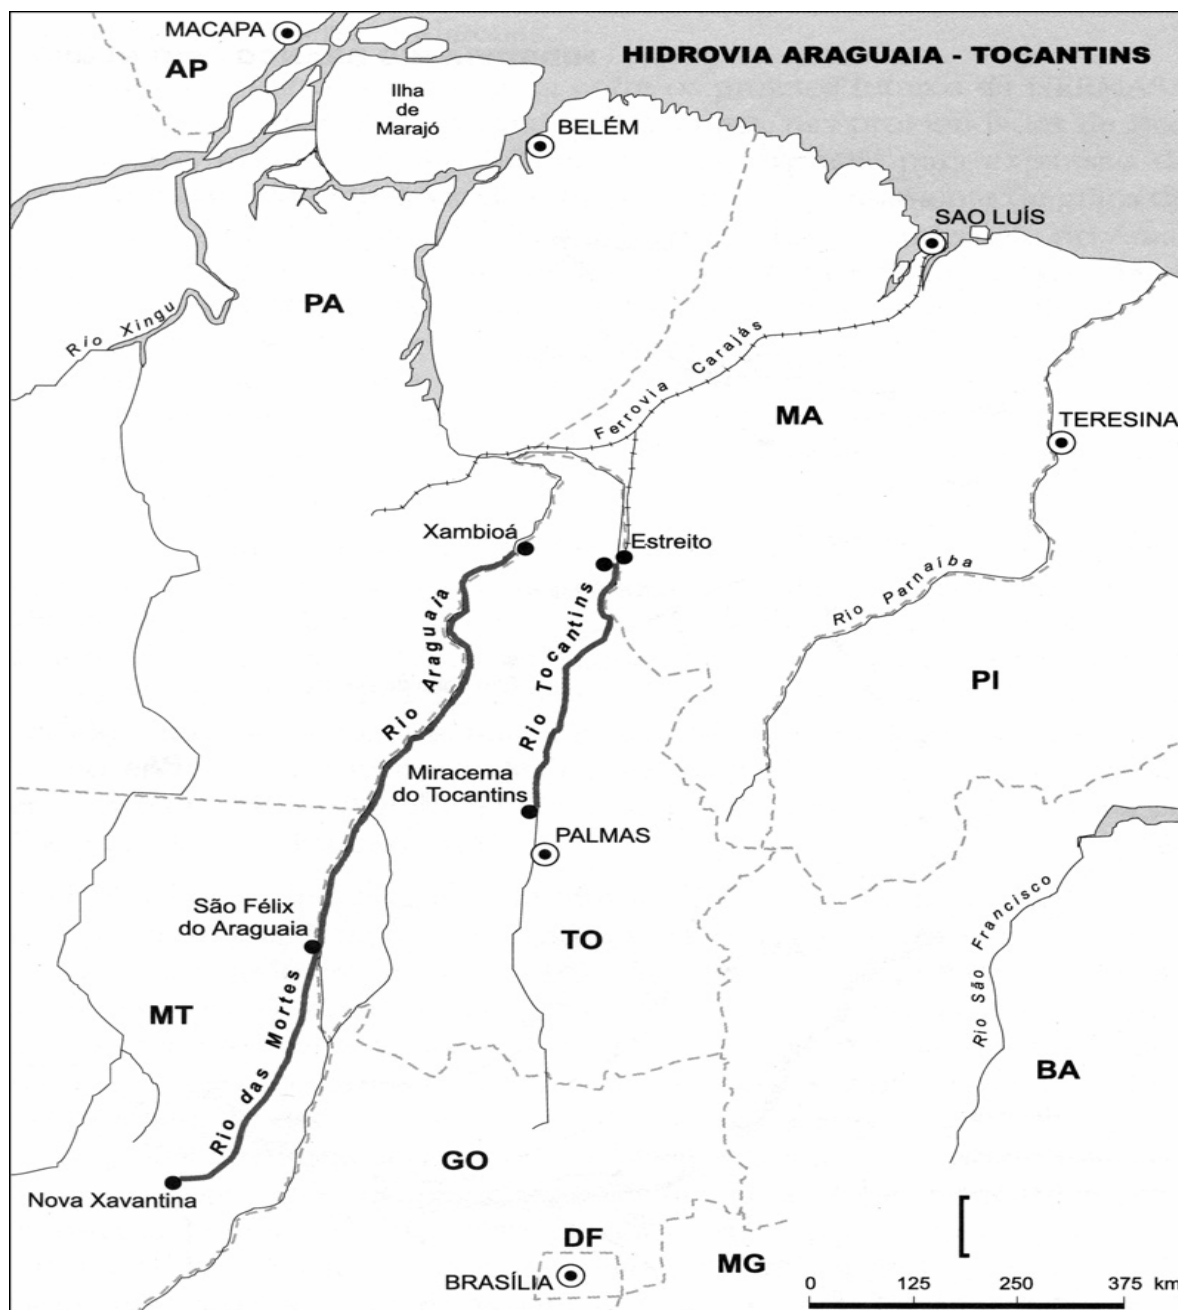 MACAPA
HIDROVIA ARAGUAIA - TOCANTINS
AP
Ilha
de
Marajó
BELÉM
SAO LUÍS
PA
Rio Xingu
Ferrovia Carajás
MA
TERESINA
Xambioá
Estreito
Rio Parnaíba
Rio Araguaia
Rio Tocantins
PI
Miracema
do Tocantins
PALMAS
São Félix
do Araguaia
TO
Rio São Francisco
MT
Rio das Mortes
BA
GO
Nova Xavantina
DF
MG
BRASÍLIA
0 125 250 375 km